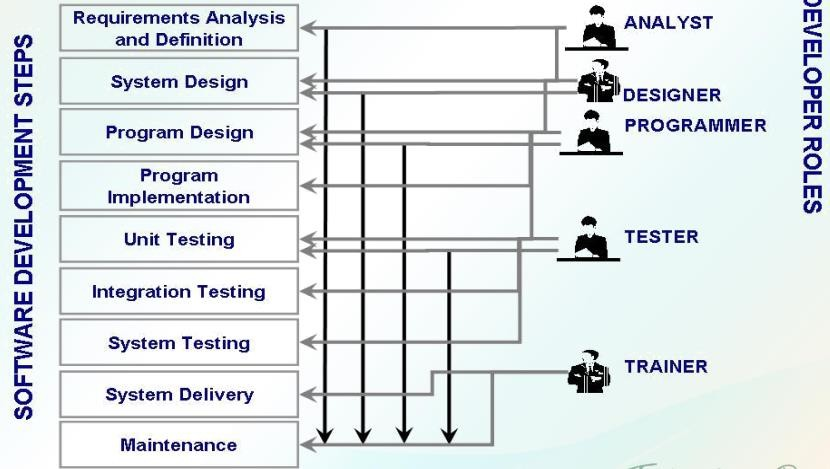 SOFTWARE DEVELOPMENT STEPS
Requirements Analysis
and Definition
System Design
Program Design
Program
Implementation
Unit Testing
Integration Testing
System Testing
System Delivery
Maintenance
ANALYST
DESIGNER
PROGRAMMER
TESTER
TRAINER
DEVELOPER ROLES